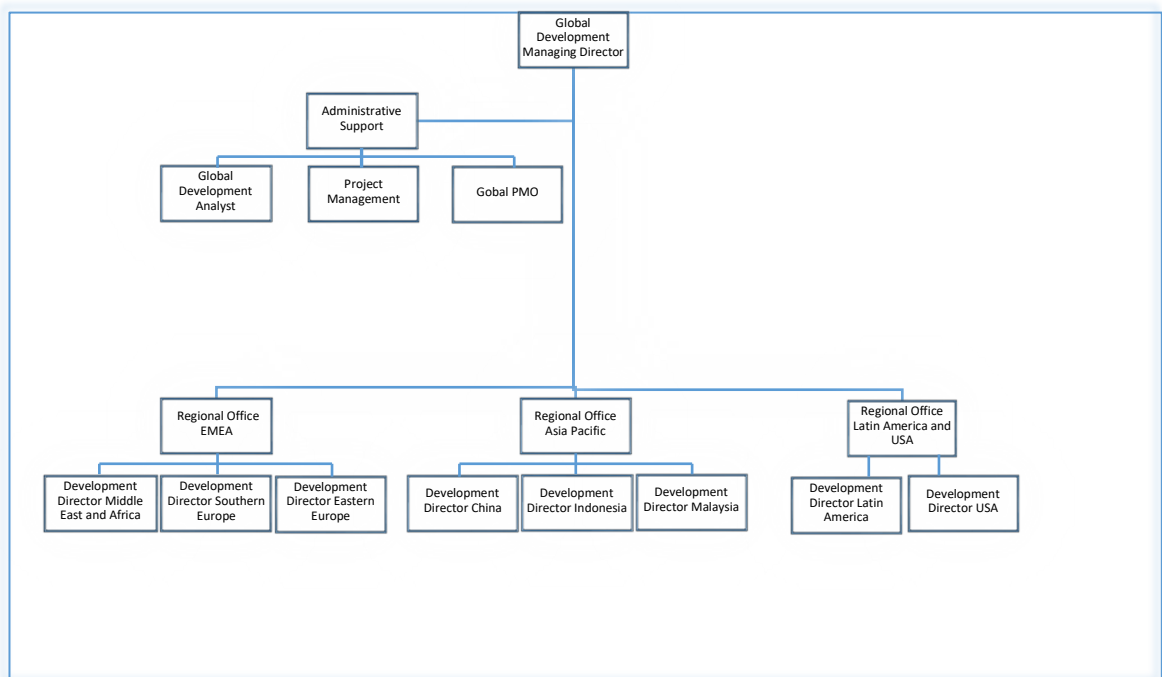 Global
Development
Managing Director
Administrative
Support
Global
Development
Analyst
Project
Management
Gobal PMO
Regional Office
EMEA
Regional Office
Asia Pacific
Regional Office
Latin America and
USA
Development
Director Middle
East and Africa
Development
Director Southern
Europe
Development
Director Eastern
Europe
Development
Director China
Development
Director Indonesia
Development
Director Malaysia
Development
Director Latin
America
Development
Director USA